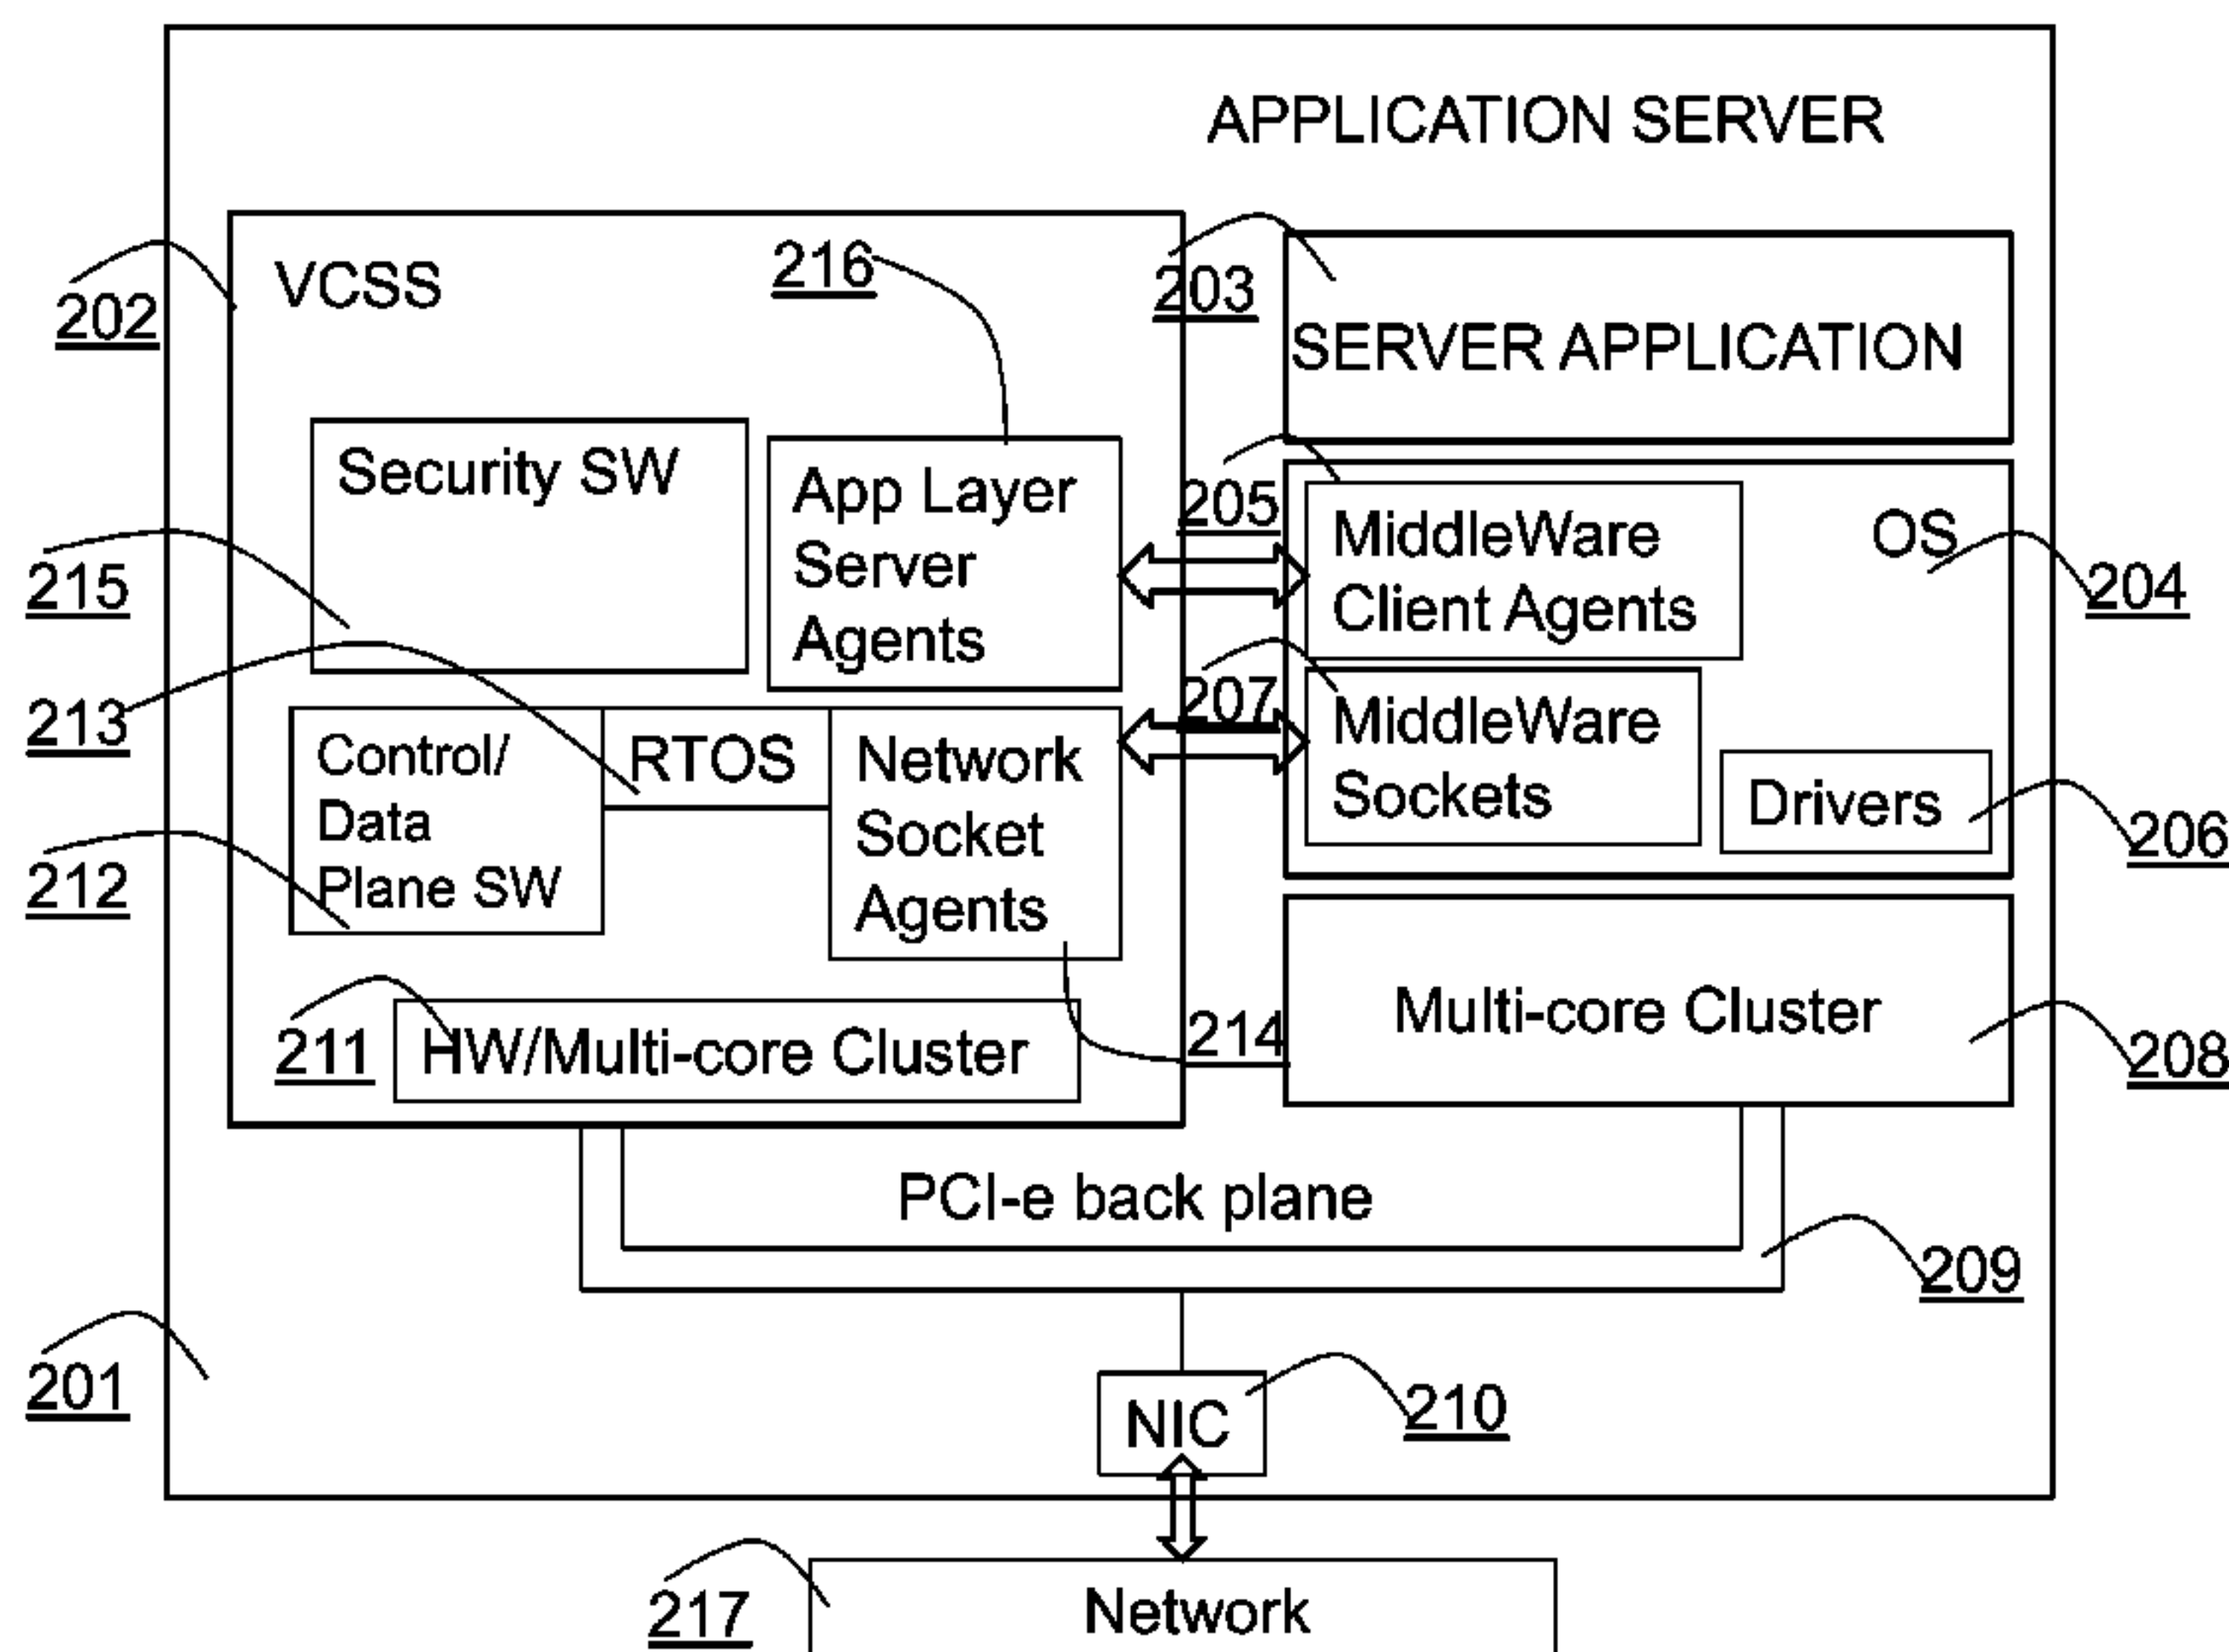 APPLICATION SERVER
VCSS
216
203
202
SERVER APPLICATION
Security SW
App Layer
Server
Agents
205
MiddleWare
Client Agents
OS
204
215
213
207
MiddleWare
Sockets
Drivers
206
Control/
Data
Plane SW
RTOS
Network
Socket
Agents
212
Multi-core Cluster
208
211
HW/Multi-core Cluster
214
PCI-e back plane
209
201
NIC
210
217
Network